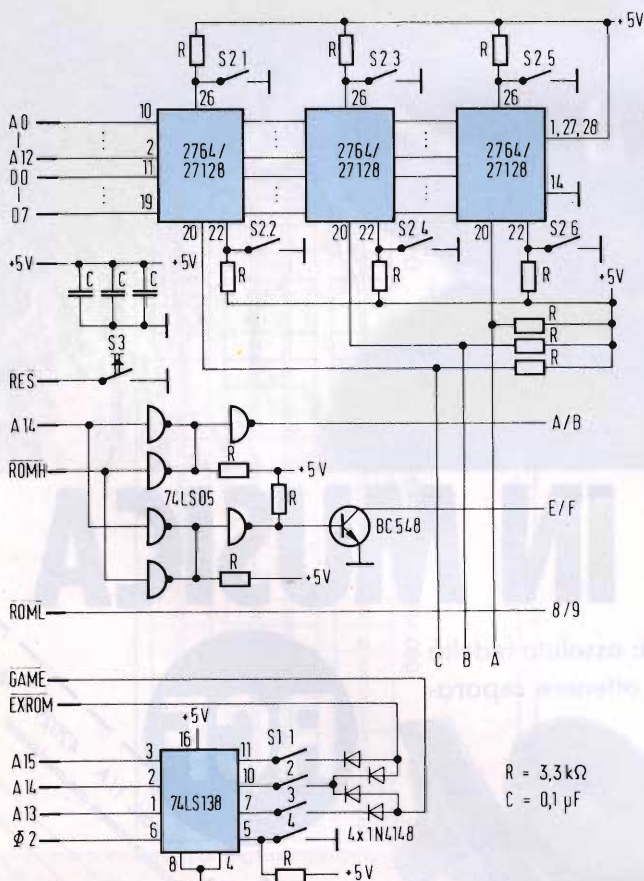 +5V
R S2.1 R S2.3 R S2.5
26 26 26
A0 10 1, 27, 28
A12 2 2764/ 2764/ 2764/
D0 11 27128 27128 27128
14
D7 19
20 22 S2.2 20 22 S2.4 20 22 S2.6
+5V +5V R R R +5V
C C C
R
R
R
S3
RES
A14 A/B
R +5V
ROMH
74LS05 R
BC548 E/F
R
+5V
ROML 8/9
C B A
GAME
EXROM
+5V
16 S1.1
A15 3 11
A14 2 10 2
74LS138
A13 1 7 3
4
Φ2 6 5 4x1N4148
8 4 R +5V
R = 3,3kΩ
C = 0,1 µF